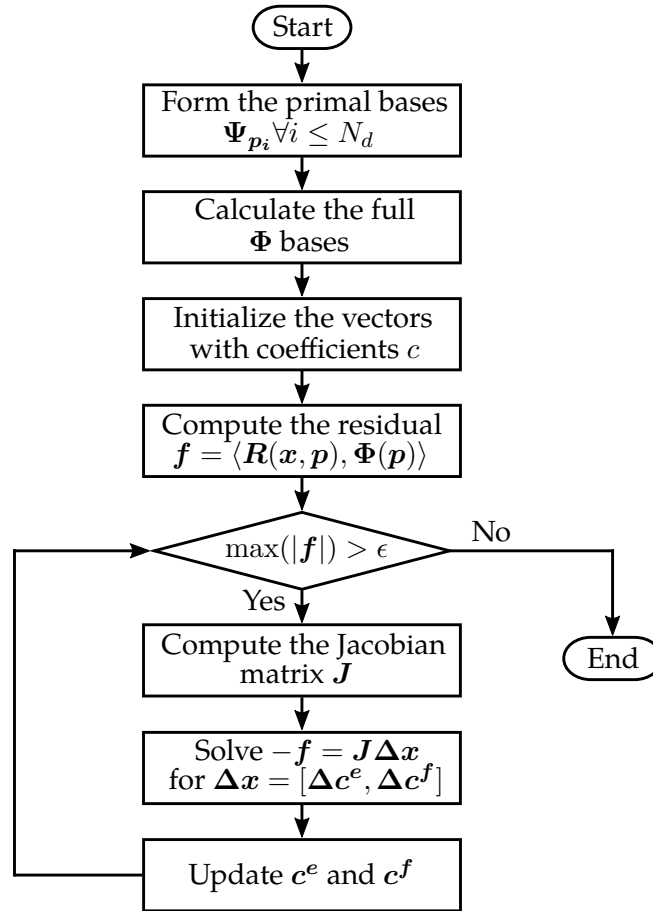 Start
Form the primal bases
Ψ_{p_i}∀i ≤ N_d
Calculate the full
Φ bases
Initialize the vectors
with coefficients c
Compute the residual
f = ⟨R(x, p), Φ(p)⟩
max(|f|) > ϵ
No
Yes
Compute the Jacobian
matrix J
End
Solve −f = JΔx
for Δx = [Δc^e, Δc^f]
Update c^e and c^f